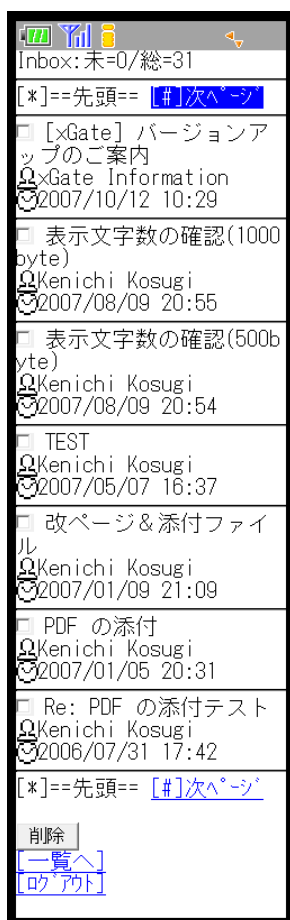 Inbox:未=0/総=31
[*]==先頭== [#]次ﾍﾟｰｼﾞ
[xGate] バージョンア
ップのご案内
xGate Information
2007/10/12 10:29
表示文字数の確認(1000
byte)
Kenichi Kosugi
2007/08/09 20:55
表示文字数の確認(500b
yte)
Kenichi Kosugi
2007/08/09 20:54
TEST
Kenichi Kosugi
2007/05/07 16:37
改ページ＆添付ファイ
ル
Kenichi Kosugi
2007/01/09 21:09
PDF の添付
Kenichi Kosugi
2007/01/05 20:31
Re: PDF の添付テスト
Kenichi Kosugi
2006/07/31 17:42
[*]==先頭== [#]次ﾍﾟｰｼﾞ
削除
[一覧へ]
[ﾛｸﾞｱｳﾄ]